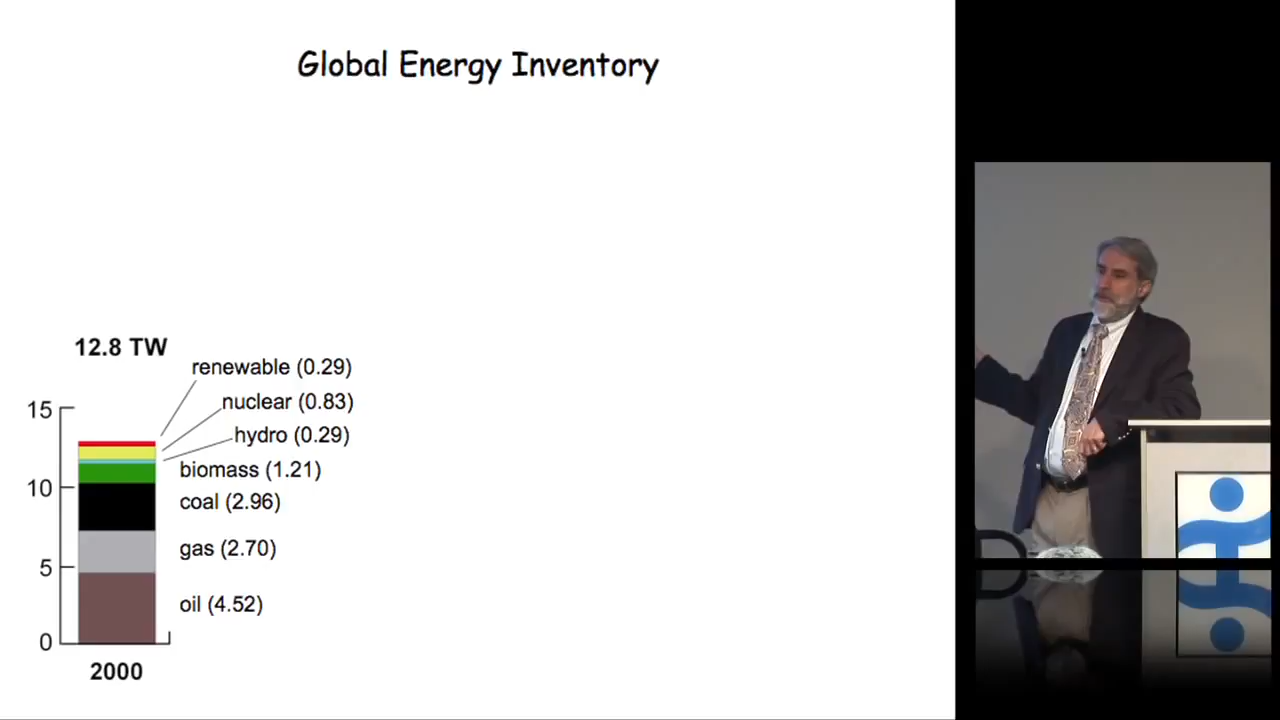 Global Energy Inventory
12.8 TW
renewable (0.29)
nuclear (0.83)
hydro (0.29)
biomass (1.21)
coal (2.96)
gas (2.70)
oil (4.52)
15
10
5
0
2000